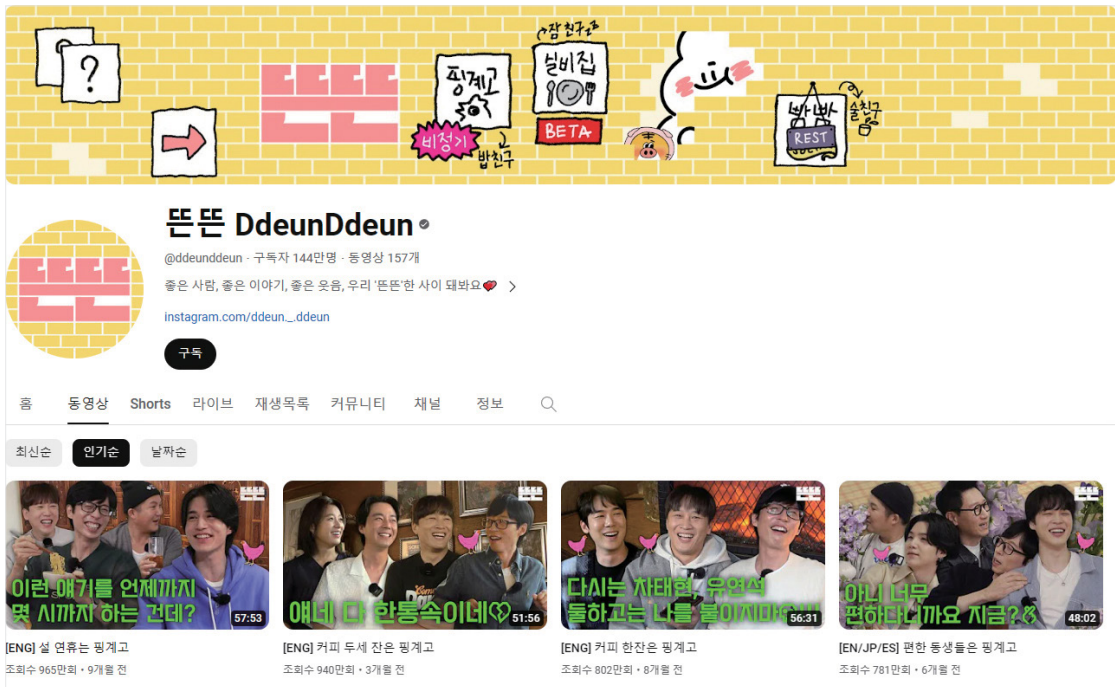 ?
뜬뜬
핑계고
비정기
밥친구
잠친구
실비집
BETA
빰빰
REST
술친구
뜬뜬
뜬뜬 DdeunDdeun
@ddeunddeun · 구독자 144만명 · 동영상 157개
좋은 사람, 좋은 이야기, 좋은 웃음, 우리 '뜬뜬'한 사이 돼봐요
instagram.com/ddeun._.ddeun
구독
홈 동영상 Shorts 라이브 재생목록 커뮤니티 채널 정보
최신순 인기순 날짜순
뜬뜬
이런 얘기를 언제까지
몇 시까지 하는 건데?
57:53
뜬뜬
얘네 다 한통속이네♡
51:56
뜬뜬
다시는 차태현, 유연석
둘하고는 나를 붙이지마
56:31
뜬뜬
아니 너무
편하다니까요 지금?
48:02
[ENG] 설 연휴는 핑계고
조회수 965만회 • 9개월 전
[ENG] 커피 두세 잔은 핑계고
조회수 940만회 • 3개월 전
[ENG] 커피 한잔은 핑계고
조회수 802만회 • 8개월 전
[EN/JP/ES] 편한 동생들은 핑계고
조회수 781만회 • 6개월 전